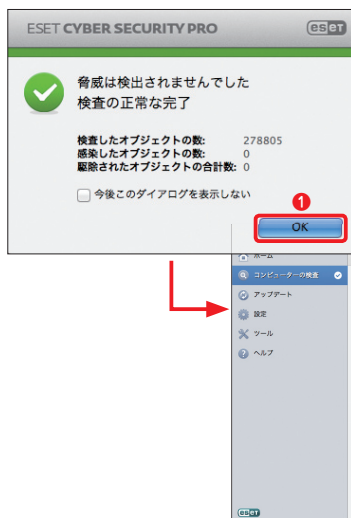 ESET CYBER SECURITY PRO
eset
脅威は検出されませんでした
検査の正常な完了
検査したオブジェクトの数: 278805
感染したオブジェクトの数: 0
駆除されたオブジェクトの合計数: 0
今後このダイアログを表示しない
1
OK
ホーム
コンピューターの検査
アップデート
設定
ツール
ヘルプ
eset